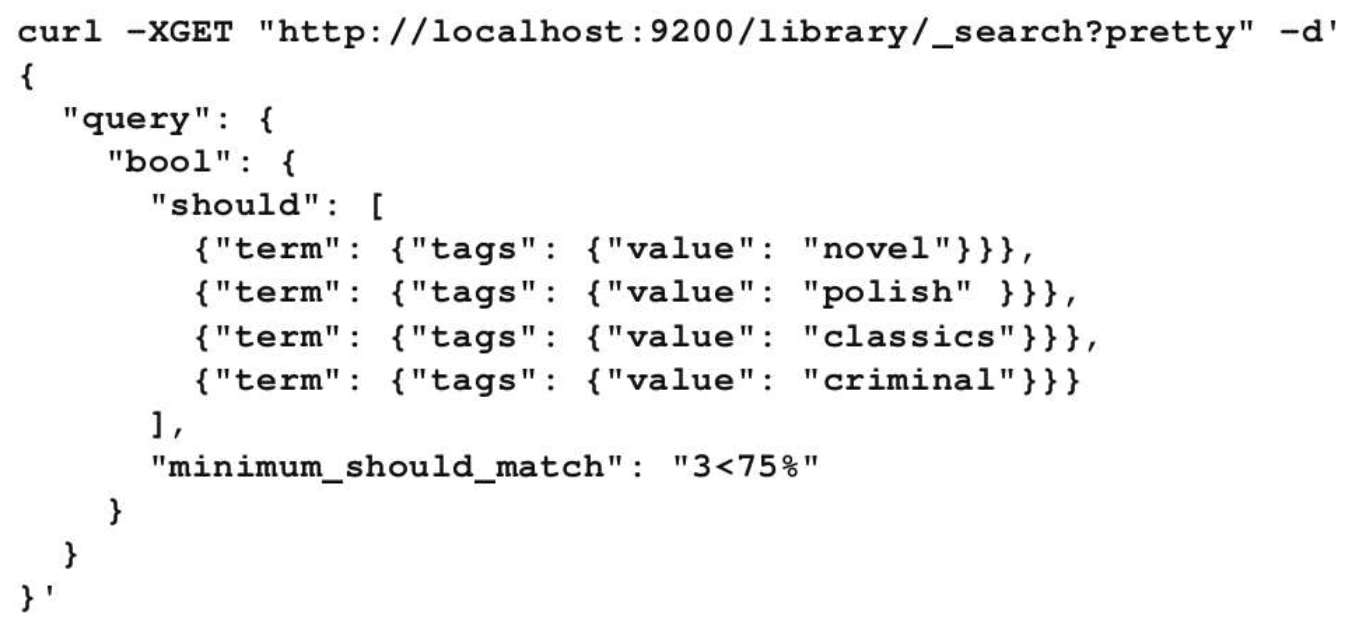 curl -XGET "http://localhost:9200/library/_search?pretty" -d'
{
  "query": {
    "bool": {
      "should": [
        {"term": {"tags": {"value": "novel"}}},
        {"term": {"tags": {"value": "polish" }}},
        {"term": {"tags": {"value": "classics"}}},
        {"term": {"tags": {"value": "criminal"}}}
      ],
      "minimum_should_match": "3<75%"
    }
  }
}'